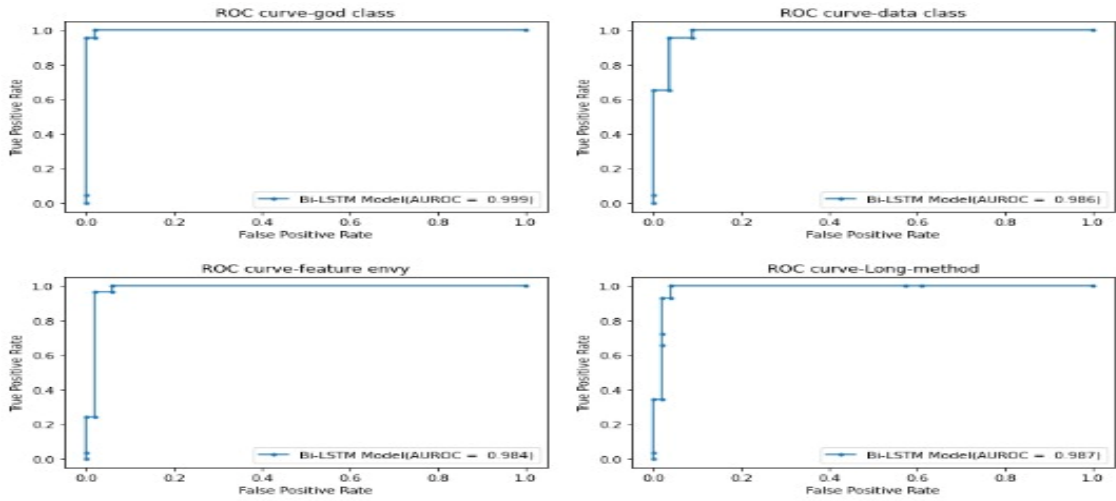 ROC curve-god class
1.0
0.8
0.6
0.4
0.2
0.0
True Positive Rate
Bi-LSTM Model(AUROC = 0.999)
0.0 0.2 0.4 0.6 0.8 1.0
False Positive Rate
ROC curve-data class
1.0
0.8
0.6
0.4
0.2
0.0
True Positive Rate
Bi-LSTM Model(AUROC = 0.986)
0.0 0.2 0.4 0.6 0.8 1.0
False Positive Rate
ROC curve-feature envy
1.0
0.8
0.6
0.4
0.2
0.0
True Positive Rate
Bi-LSTM Model(AUROC = 0.984)
0.0 0.2 0.4 0.6 0.8 1.0
False Positive Rate
ROC curve-Long-method
1.0
0.8
0.6
0.4
0.2
0.0
True Positive Rate
Bi-LSTM Model(AUROC = 0.987)
0.0 0.2 0.4 0.6 0.8 1.0
False Positive Rate